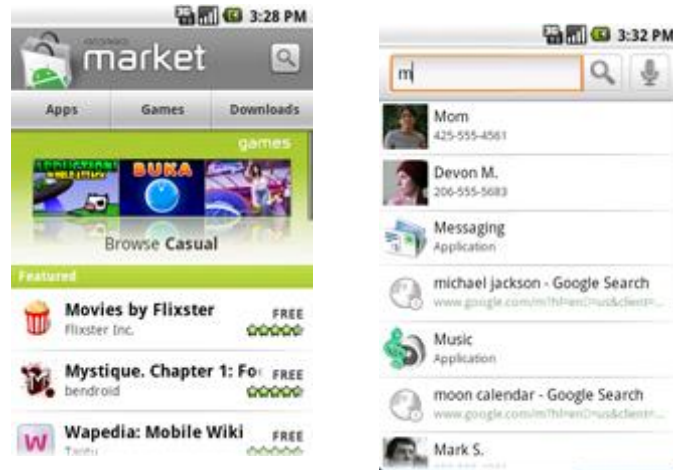 3:28 PM
market
Apps Games Downloads
games
BUKA
Browse Casual
Featured
Movies by Flixster FREE
Flixster Inc.
Mystique. Chapter 1: Fo FREE
bendroid
Wapedia: Mobile Wiki FREE
3:32 PM
m
Mom
425-555-4561
Devon M.
206-555-5683
Messaging
Application
michael jackson - Google Search
Music
Application
moon calendar - Google Search
Mark S.